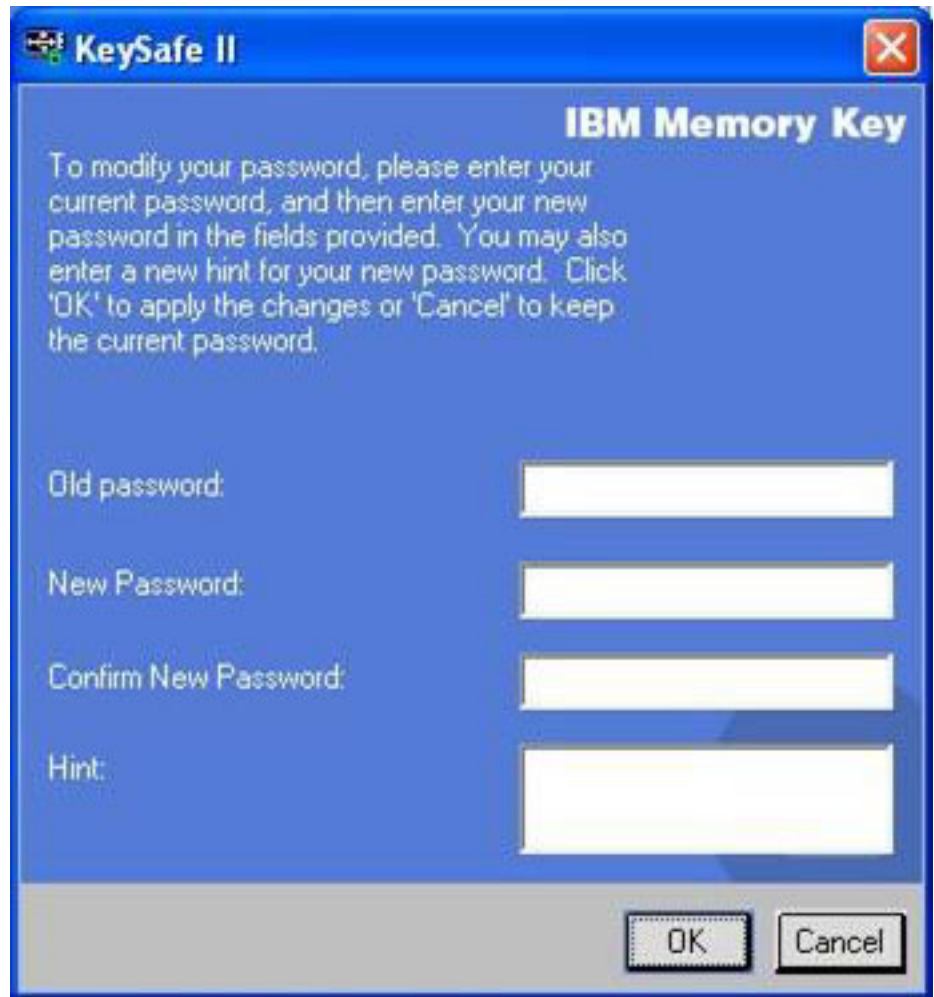 KeySafe II
IBM Memory Key
To modify your password, please enter your
current password, and then enter your new
password in the fields provided.  You may also
enter a new hint for your new password.  Click
'OK' to apply the changes or 'Cancel' to keep
the current password.
Old password:
New Password:
Confirm New Password:
Hint:
OK
Cancel